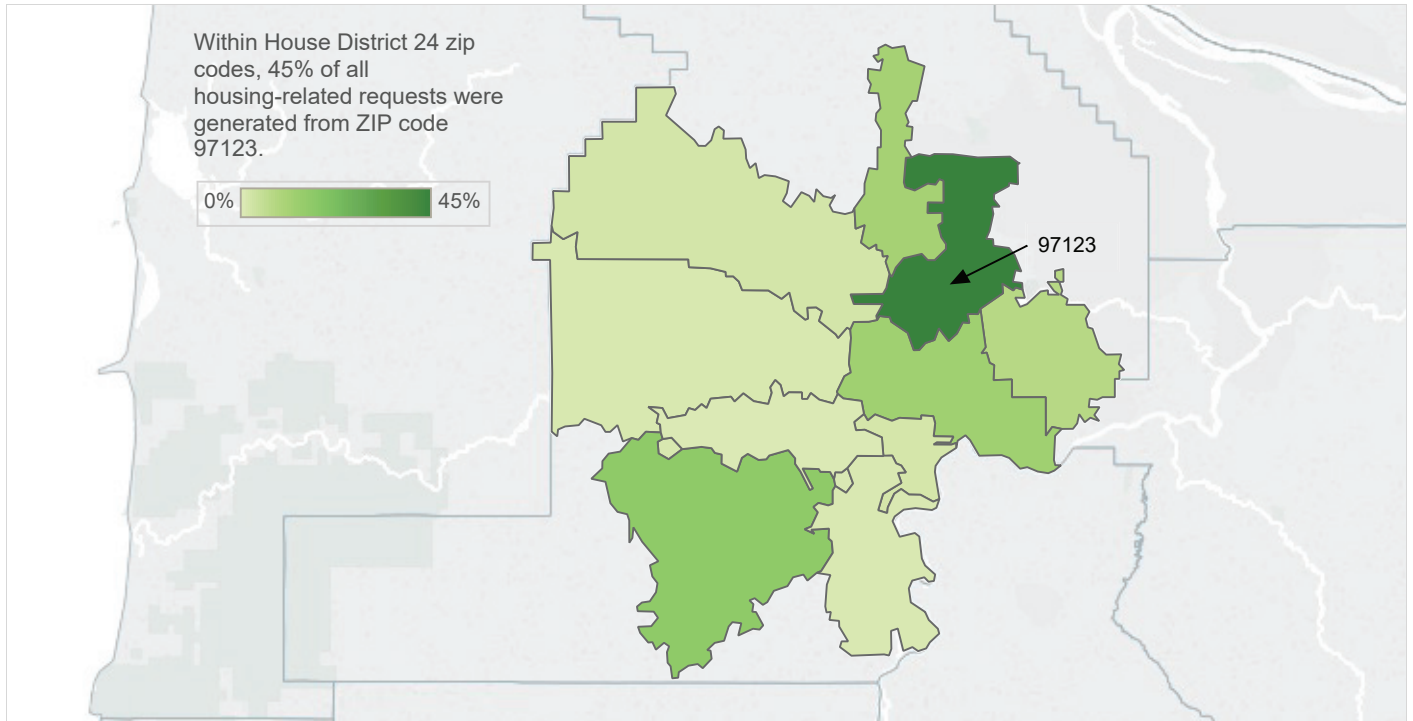 Within House District 24 zip
codes, 45% of all
housing-related requests were
generated from ZIP code
97123.
0% 45%
97123